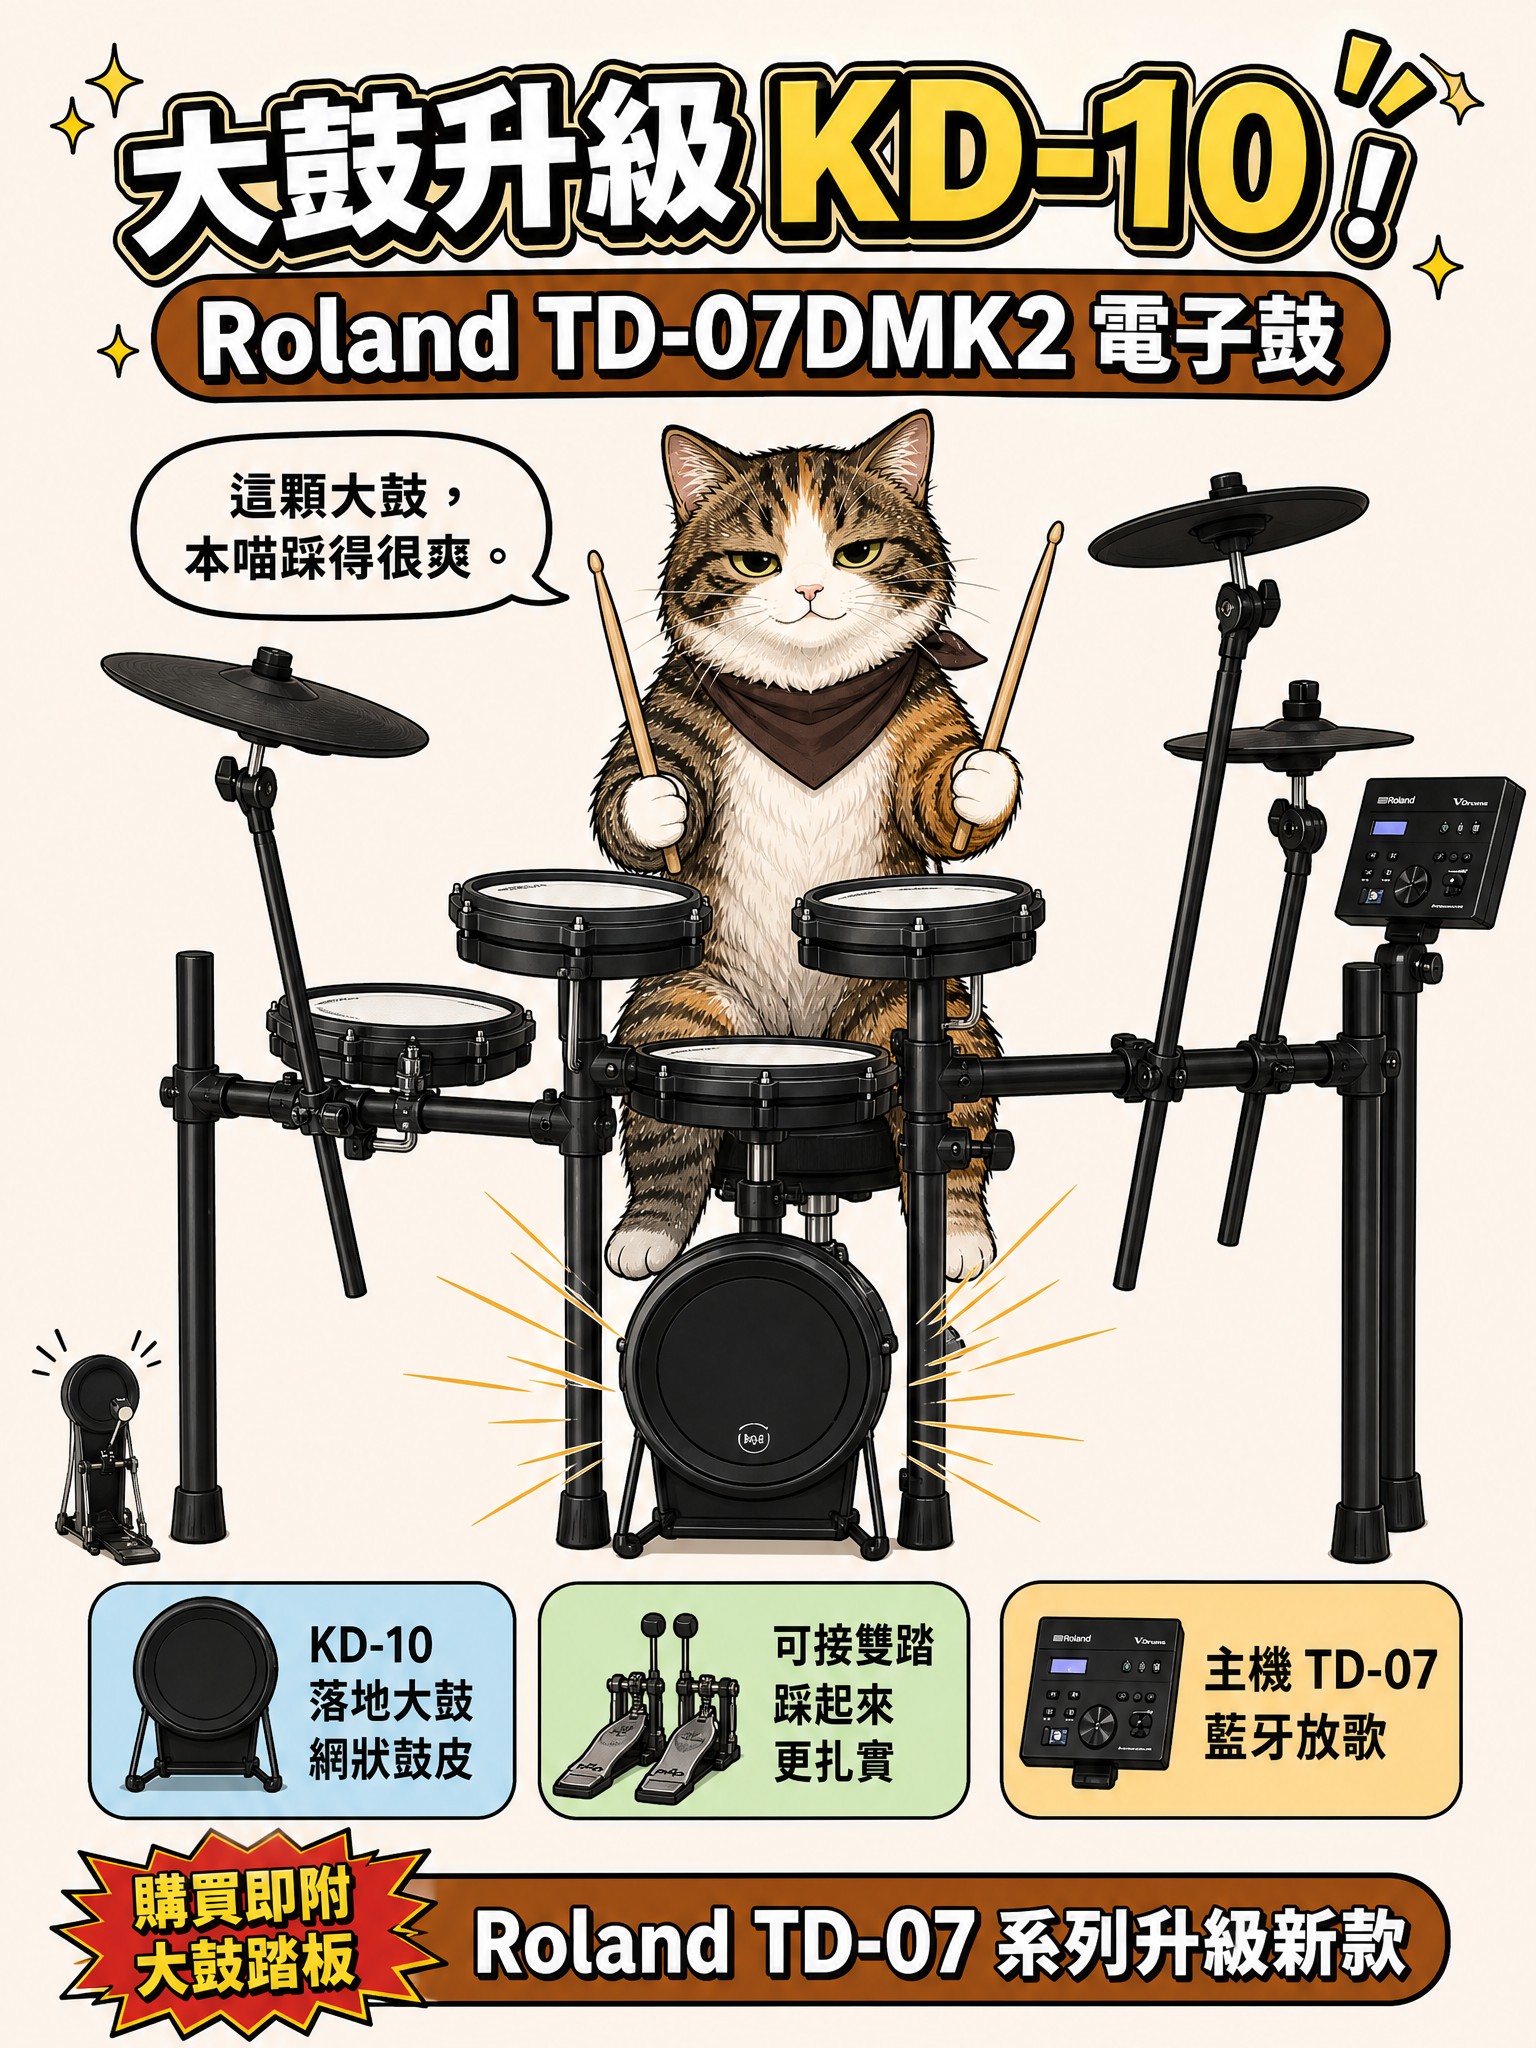 大鼓升級 KD-10!
Roland TD-07DMK2 電子鼓
這顆大鼓，
本喵踩得很爽。
Roland V Drums
KD-10
落地大鼓
網狀鼓皮
可接雙踏
踩起來
更扎實
Roland V Drums
主機 TD-07
藍牙放歌
購買即附
大鼓踏板
Roland TD-07 系列升級新款